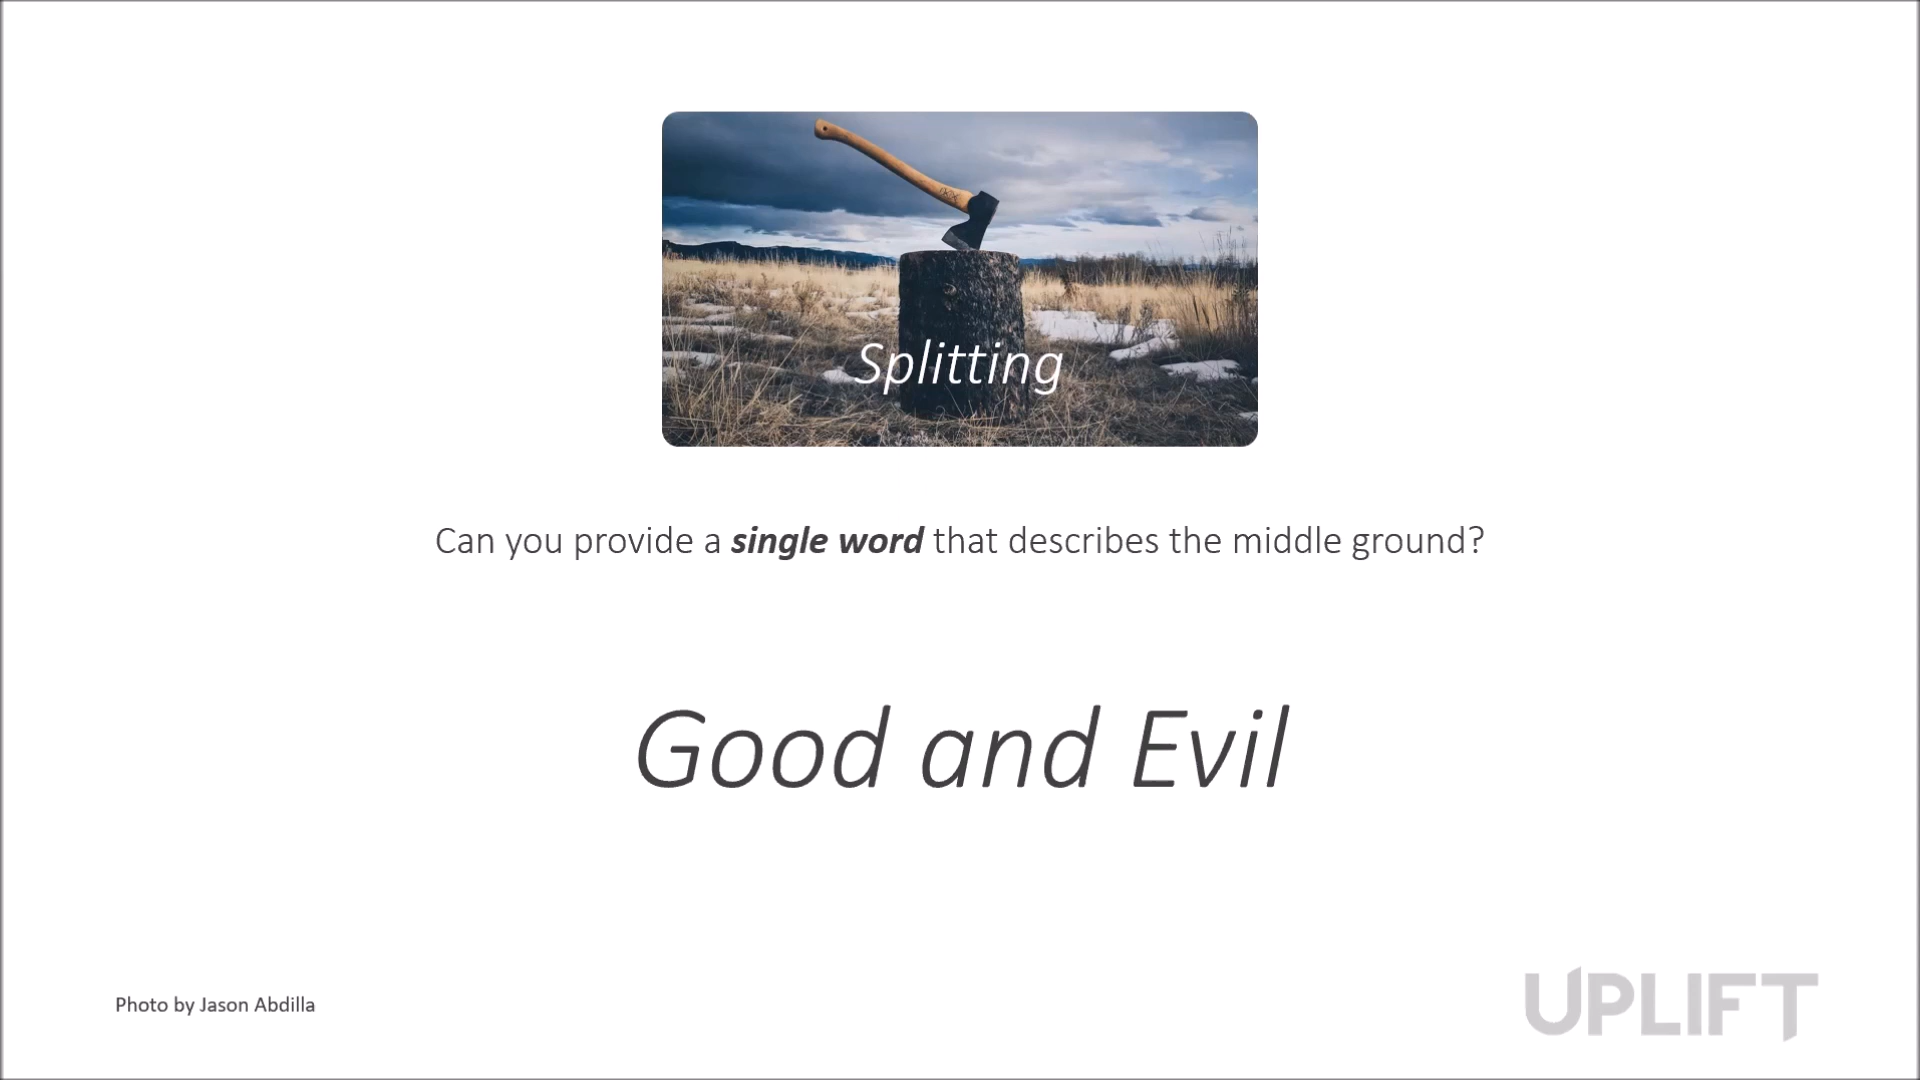 Splitting
Can you provide a single word that describes the middle ground?
Good and Evil
Photo by Jason Abdilla
UPLIFT